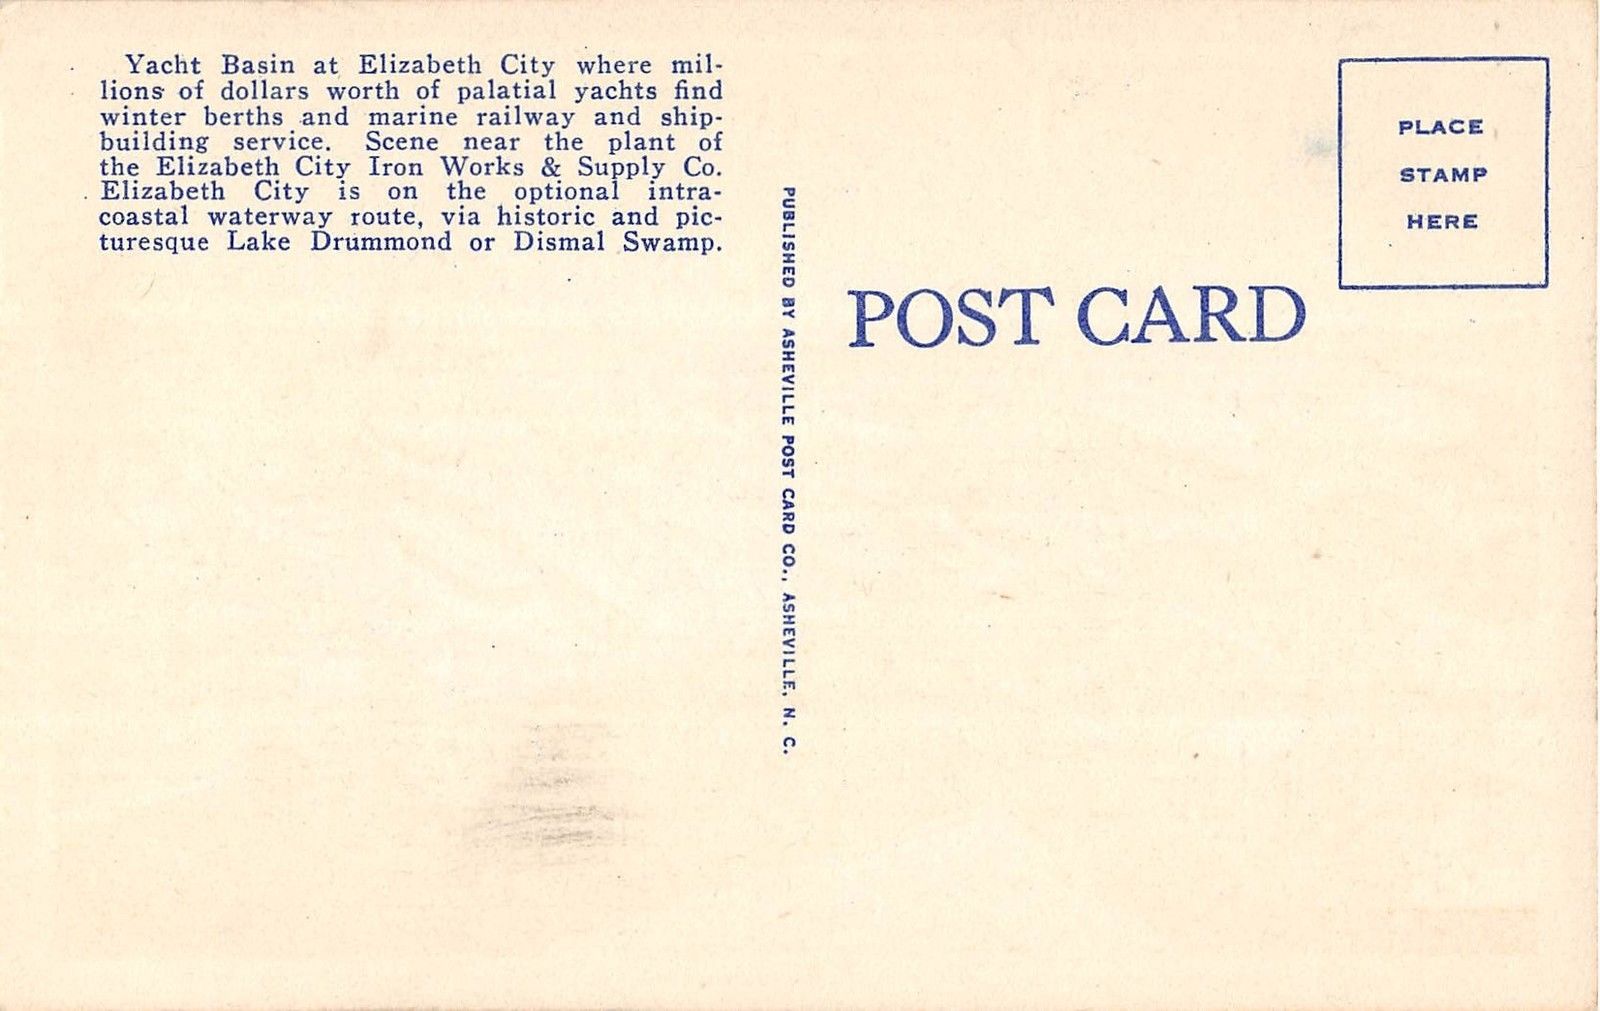 Yacht Basin at Elizabeth City where mil-
lions of dollars worth of palatial yachts find
winter berths and marine railway and ship-
building service. Scene near the plant of
the Elizabeth City Iron Works & Supply Co.
Elizabeth City is on the optional intra-
coastal waterway route, via historic and pic-
turesque Lake Drummond or Dismal Swamp.
PUBLISHED BY ASHEVILLE POST CARD CO., ASHEVILLE, N. C.
POST CARD
PLACE
STAMP
HERE